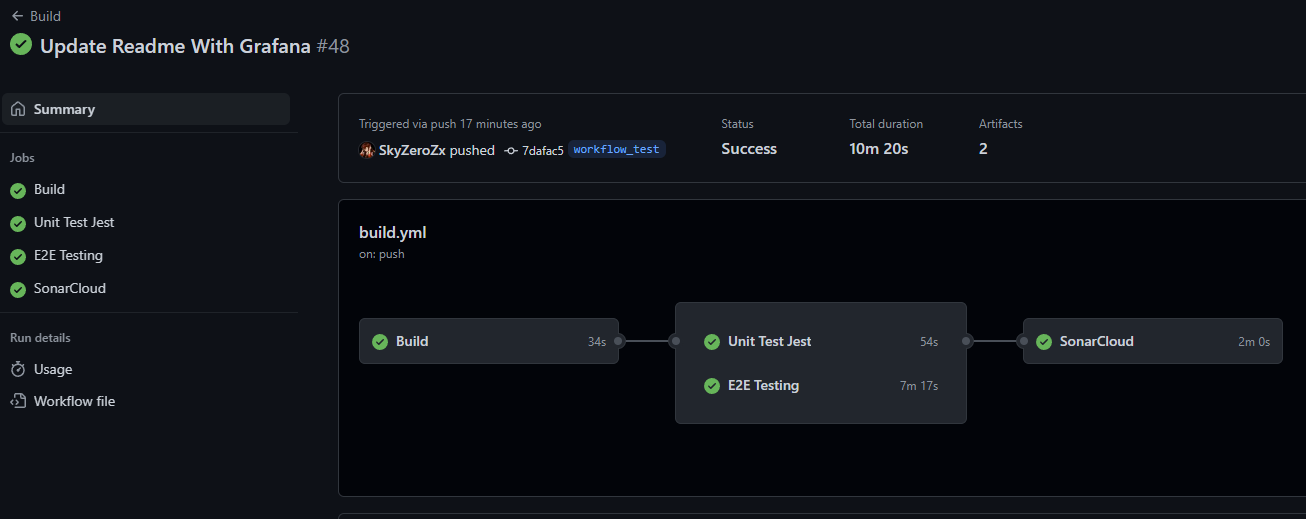 Build
Update Readme With Grafana #48
Summary
Jobs
Build
Unit Test Jest
E2E Testing
SonarCloud
Run details
Usage
Workflow file
Triggered via push 17 minutes ago
SkyZeroZx pushed 7dafac5 workflow_test
Status
Success
Total duration
10m 20s
Artifacts
2
build.yml
on: push
Build 34s
Unit Test Jest 54s
E2E Testing 7m 17s
SonarCloud 2m 0s